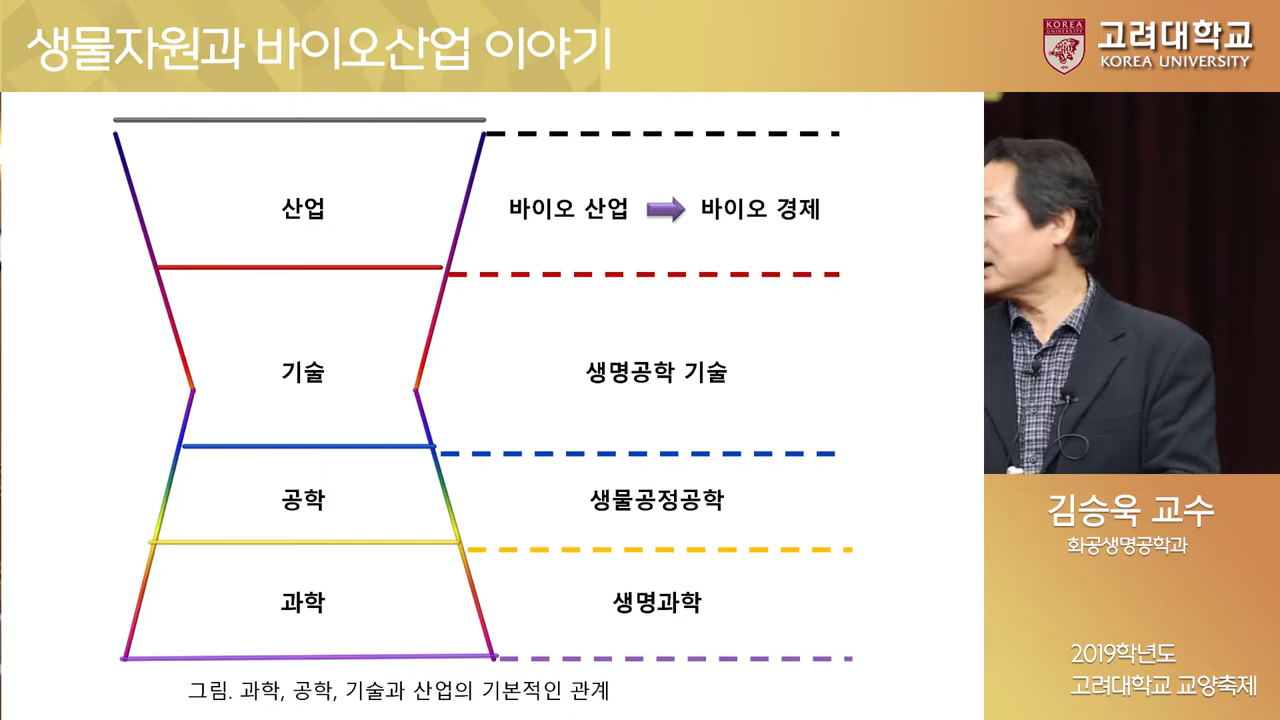 생물자원과 바이오산업 이야기
KOREA
UNIVERSITY
고려대학교
KOREA UNIVERSITY
산업
바이오 산업
바이오 경제
기술
생명공학 기술
공학
생물공정공학
과학
생명과학
그림. 과학, 공학, 기술과 산업의 기본적인 관계
김승욱 교수
화공생명공학과
2019학년도
고려대학교 교양축제